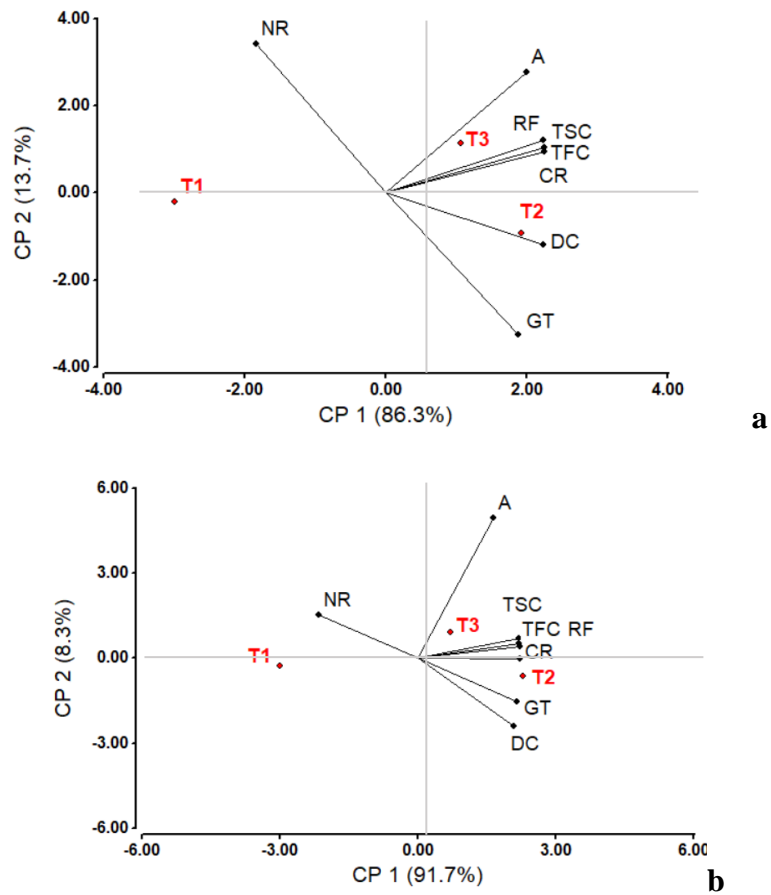 4.00
NR
A
2.00
RF TSC
T3
TFC
CR
CP 2 (13.7%)
0.00
T1
T2
DC
-2.00
GT
-4.00
-4.00 -2.00 0.00 2.00 4.00
CP 1 (86.3%)
a
6.00
A
3.00
NR
TSC
T3
TFC RF
CP 2 (8.3%)
0.00
T1
CR
T2
GT
-3.00
DC
-6.00
-6.00 -3.00 0.00 3.00 6.00
CP 1 (91.7%)
b